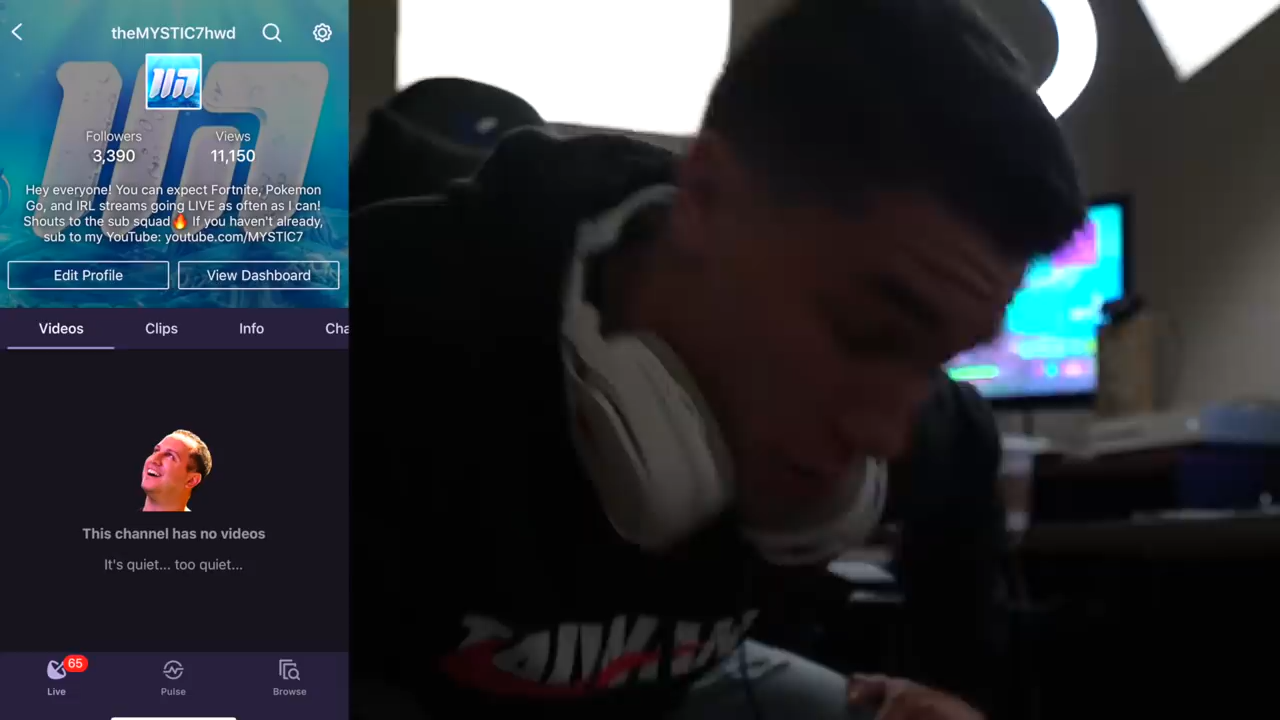 theMYSTIC7hwd
Followers
Views
3,390
11,150
Hey everyone! You can expect Fortnite, Pokemon
Go, and IRL streams going LIVE as often as I can!
Shouts to the sub squad🔥 If you haven't already,
sub to my YouTube: youtube.com/MYSTIC7
Edit Profile
View Dashboard
Videos
Clips
Info
Cha
This channel has no videos
It's quiet... too quiet...
65
Live
Pulse
Browse
TAIWAN